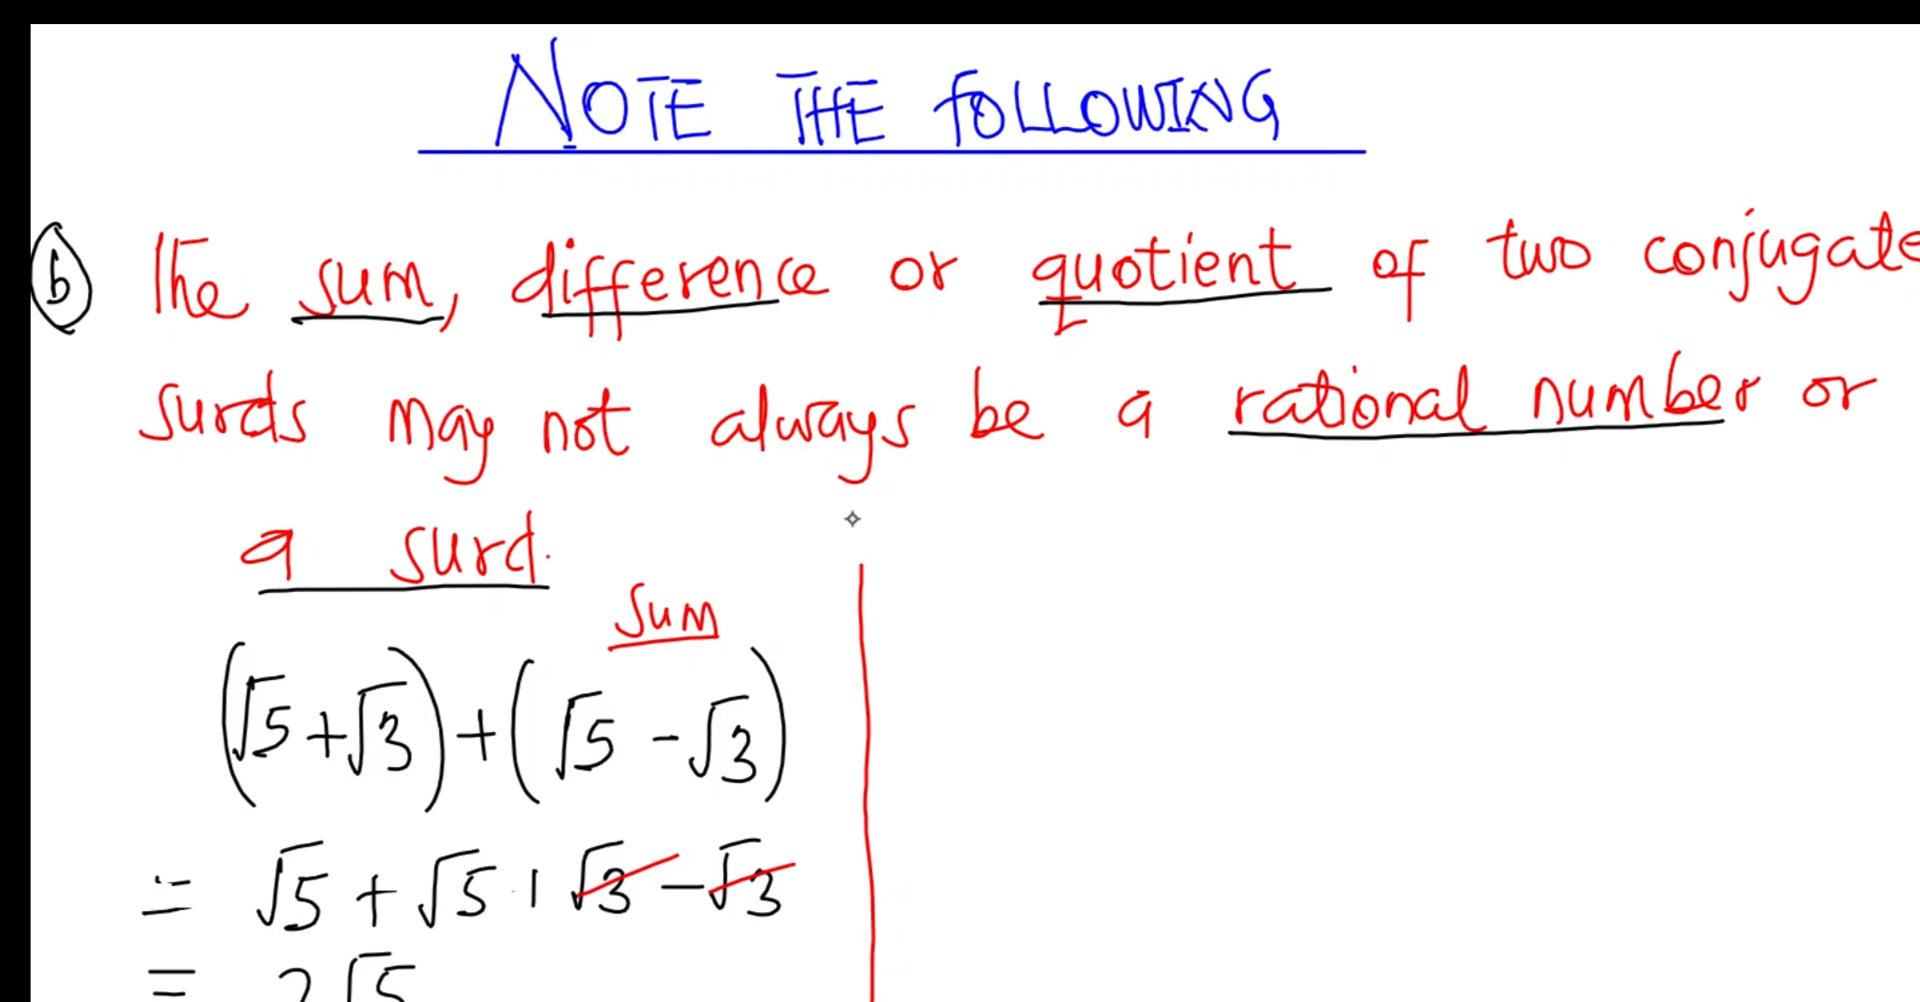 NOTE THE FOLLOWING
(b) The sum, difference or quotient of two conjugate
surds may not always be a rational number or
a surd.
Sum
(√5+√3)+(√5-√3)
= √5+√5+√3-√3
= 2√5